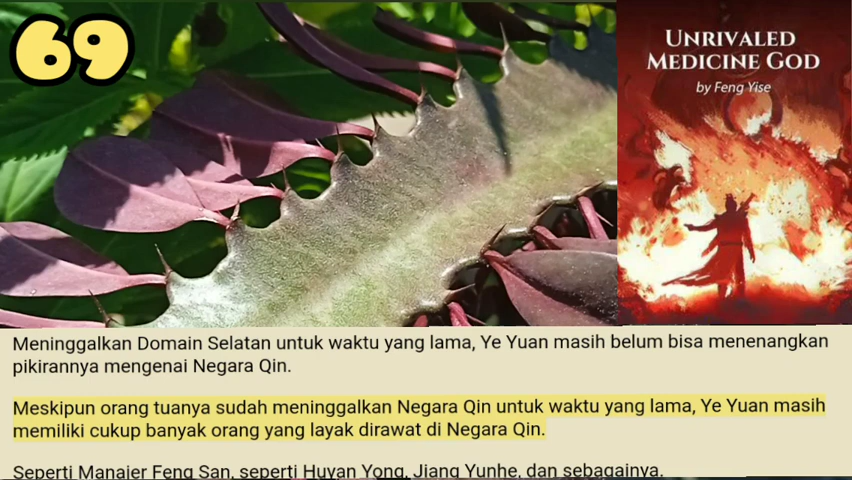 69
UNRIVALED
MEDICINE GOD
by Feng Yise
Meninggalkan Domain Selatan untuk waktu yang lama, Ye Yuan masih belum bisa menenangkan
pikirannya mengenai Negara Qin.
Meskipun orang tuanya sudah meninggalkan Negara Qin untuk waktu yang lama, Ye Yuan masih
memiliki cukup banyak orang yang layak dirawat di Negara Qin.
Seperti Manajer Feng San, seperti Huyan Yong, Jiang Yunhe, dan sebagainya.